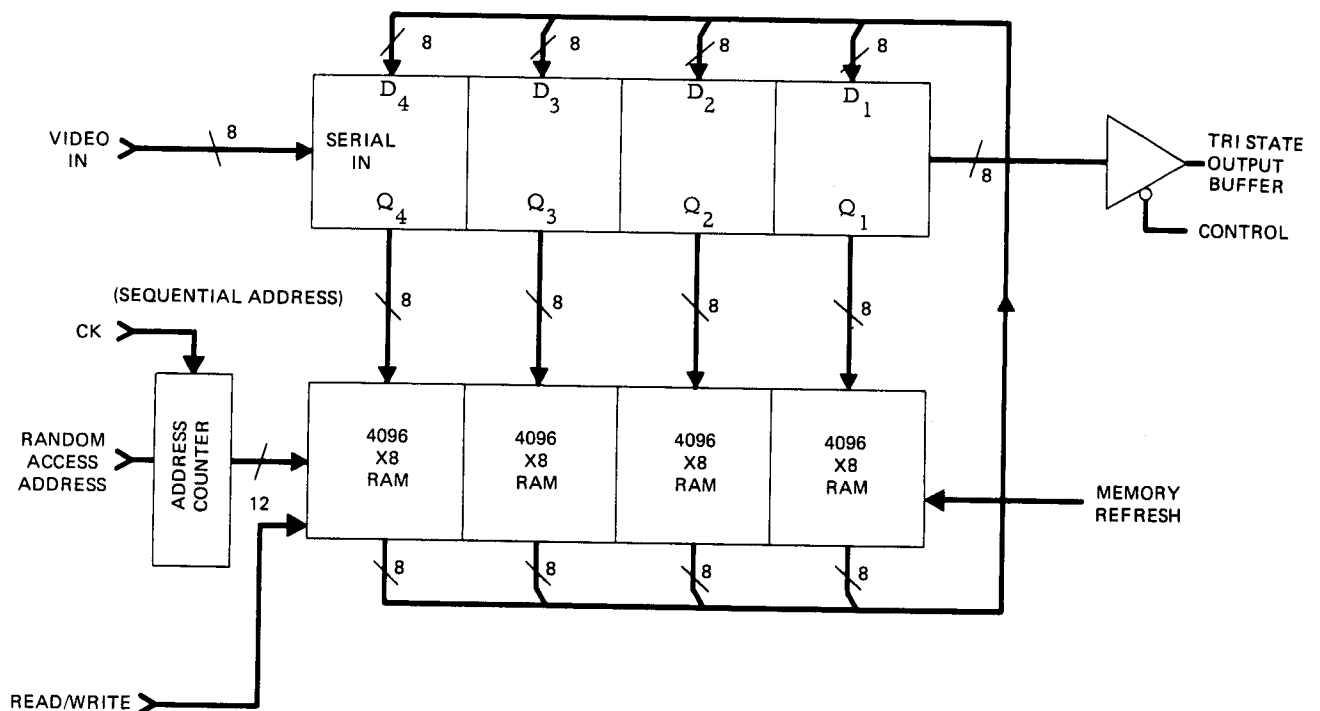 8
8
8
8
D4
D3
D2
D1
VIDEO
IN
8
SERIAL
IN
8
TRI STATE
OUTPUT
BUFFER
Q4
Q3
Q2
Q1
CONTROL
(SEQUENTIAL ADDRESS)
8
8
8
8
CK
RANDOM
ACCESS
ADDRESS
ADDRESS
COUNTER
12
4096
X8
RAM
4096
X8
RAM
4096
X8
RAM
4096
X8
RAM
MEMORY
REFRESH
8
8
8
8
READ/WRITE